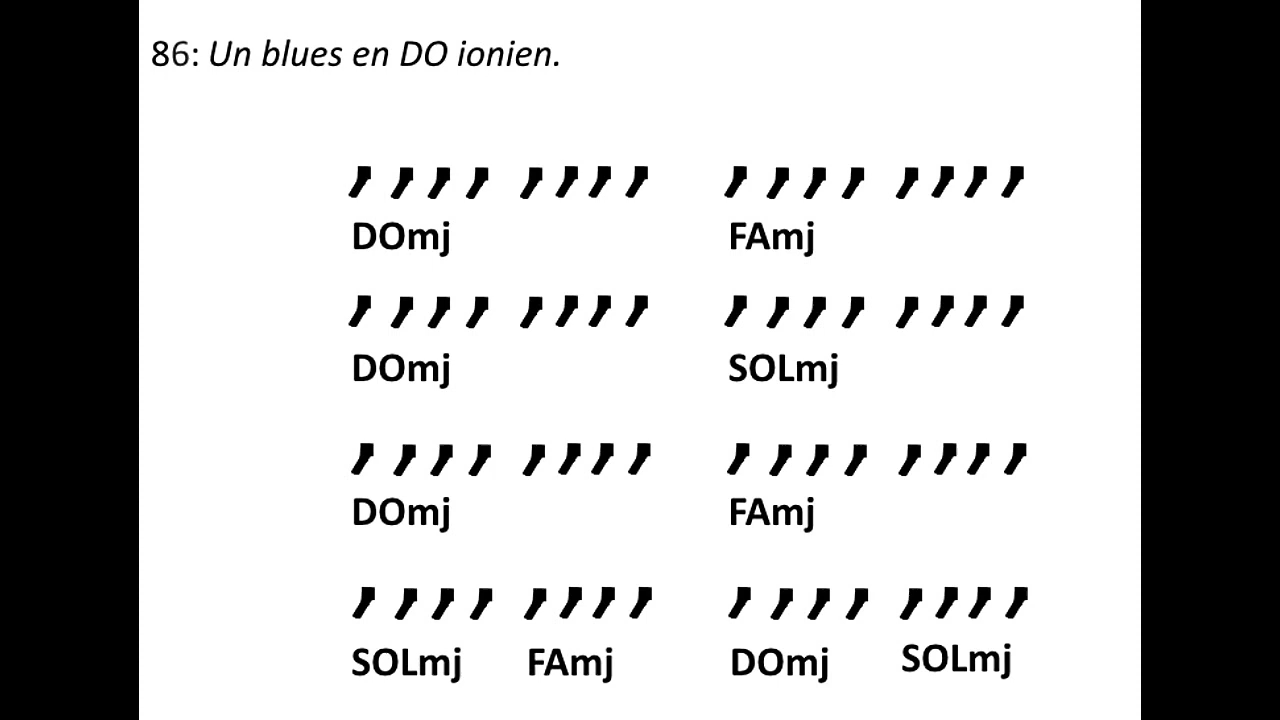 86: Un blues en DO ionien.
, , , , , , , , , , , , , , , ,
DOmj FAmj
, , , , , , , , , , , , , , , ,
DOmj SOLmj
, , , , , , , , , , , , , , , ,
DOmj FAmj
, , , , , , , , , , , , , , , ,
SOLmj FAmj DOmj SOLmj